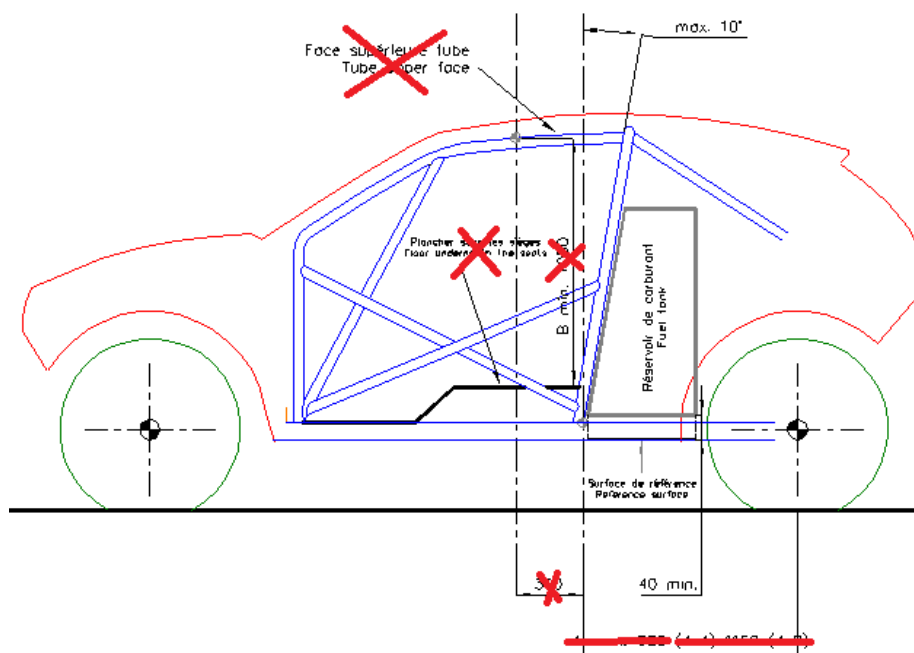 max. 10°
Face supérieure tube
Tube upper face
Plancher sous les sièges
Floor underneath the seats
B min.
Réservoir de carburant
Fuel tank
Surface de référence
Reference surface
40 min.